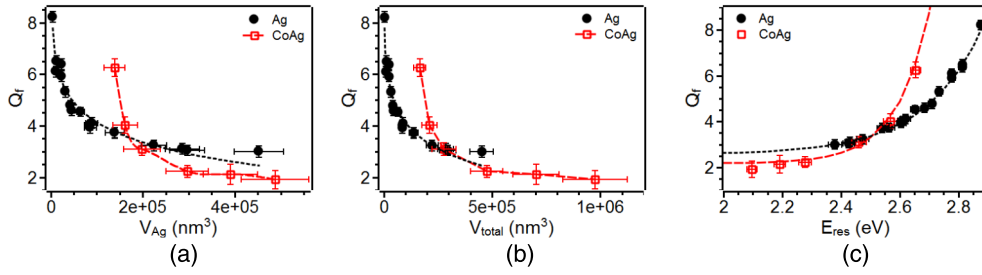 8
6
4
2
Q_f
Ag
CoAg
0
2e+05
4e+05
V_Ag (nm³)
(a)
8
6
4
2
Q_f
Ag
CoAg
0
5e+05
1e+06
V_total (nm³)
(b)
8
6
4
2
0
Q_f
Ag
CoAg
2
2.2
2.4
2.6
2.8
E_res (eV)
(c)